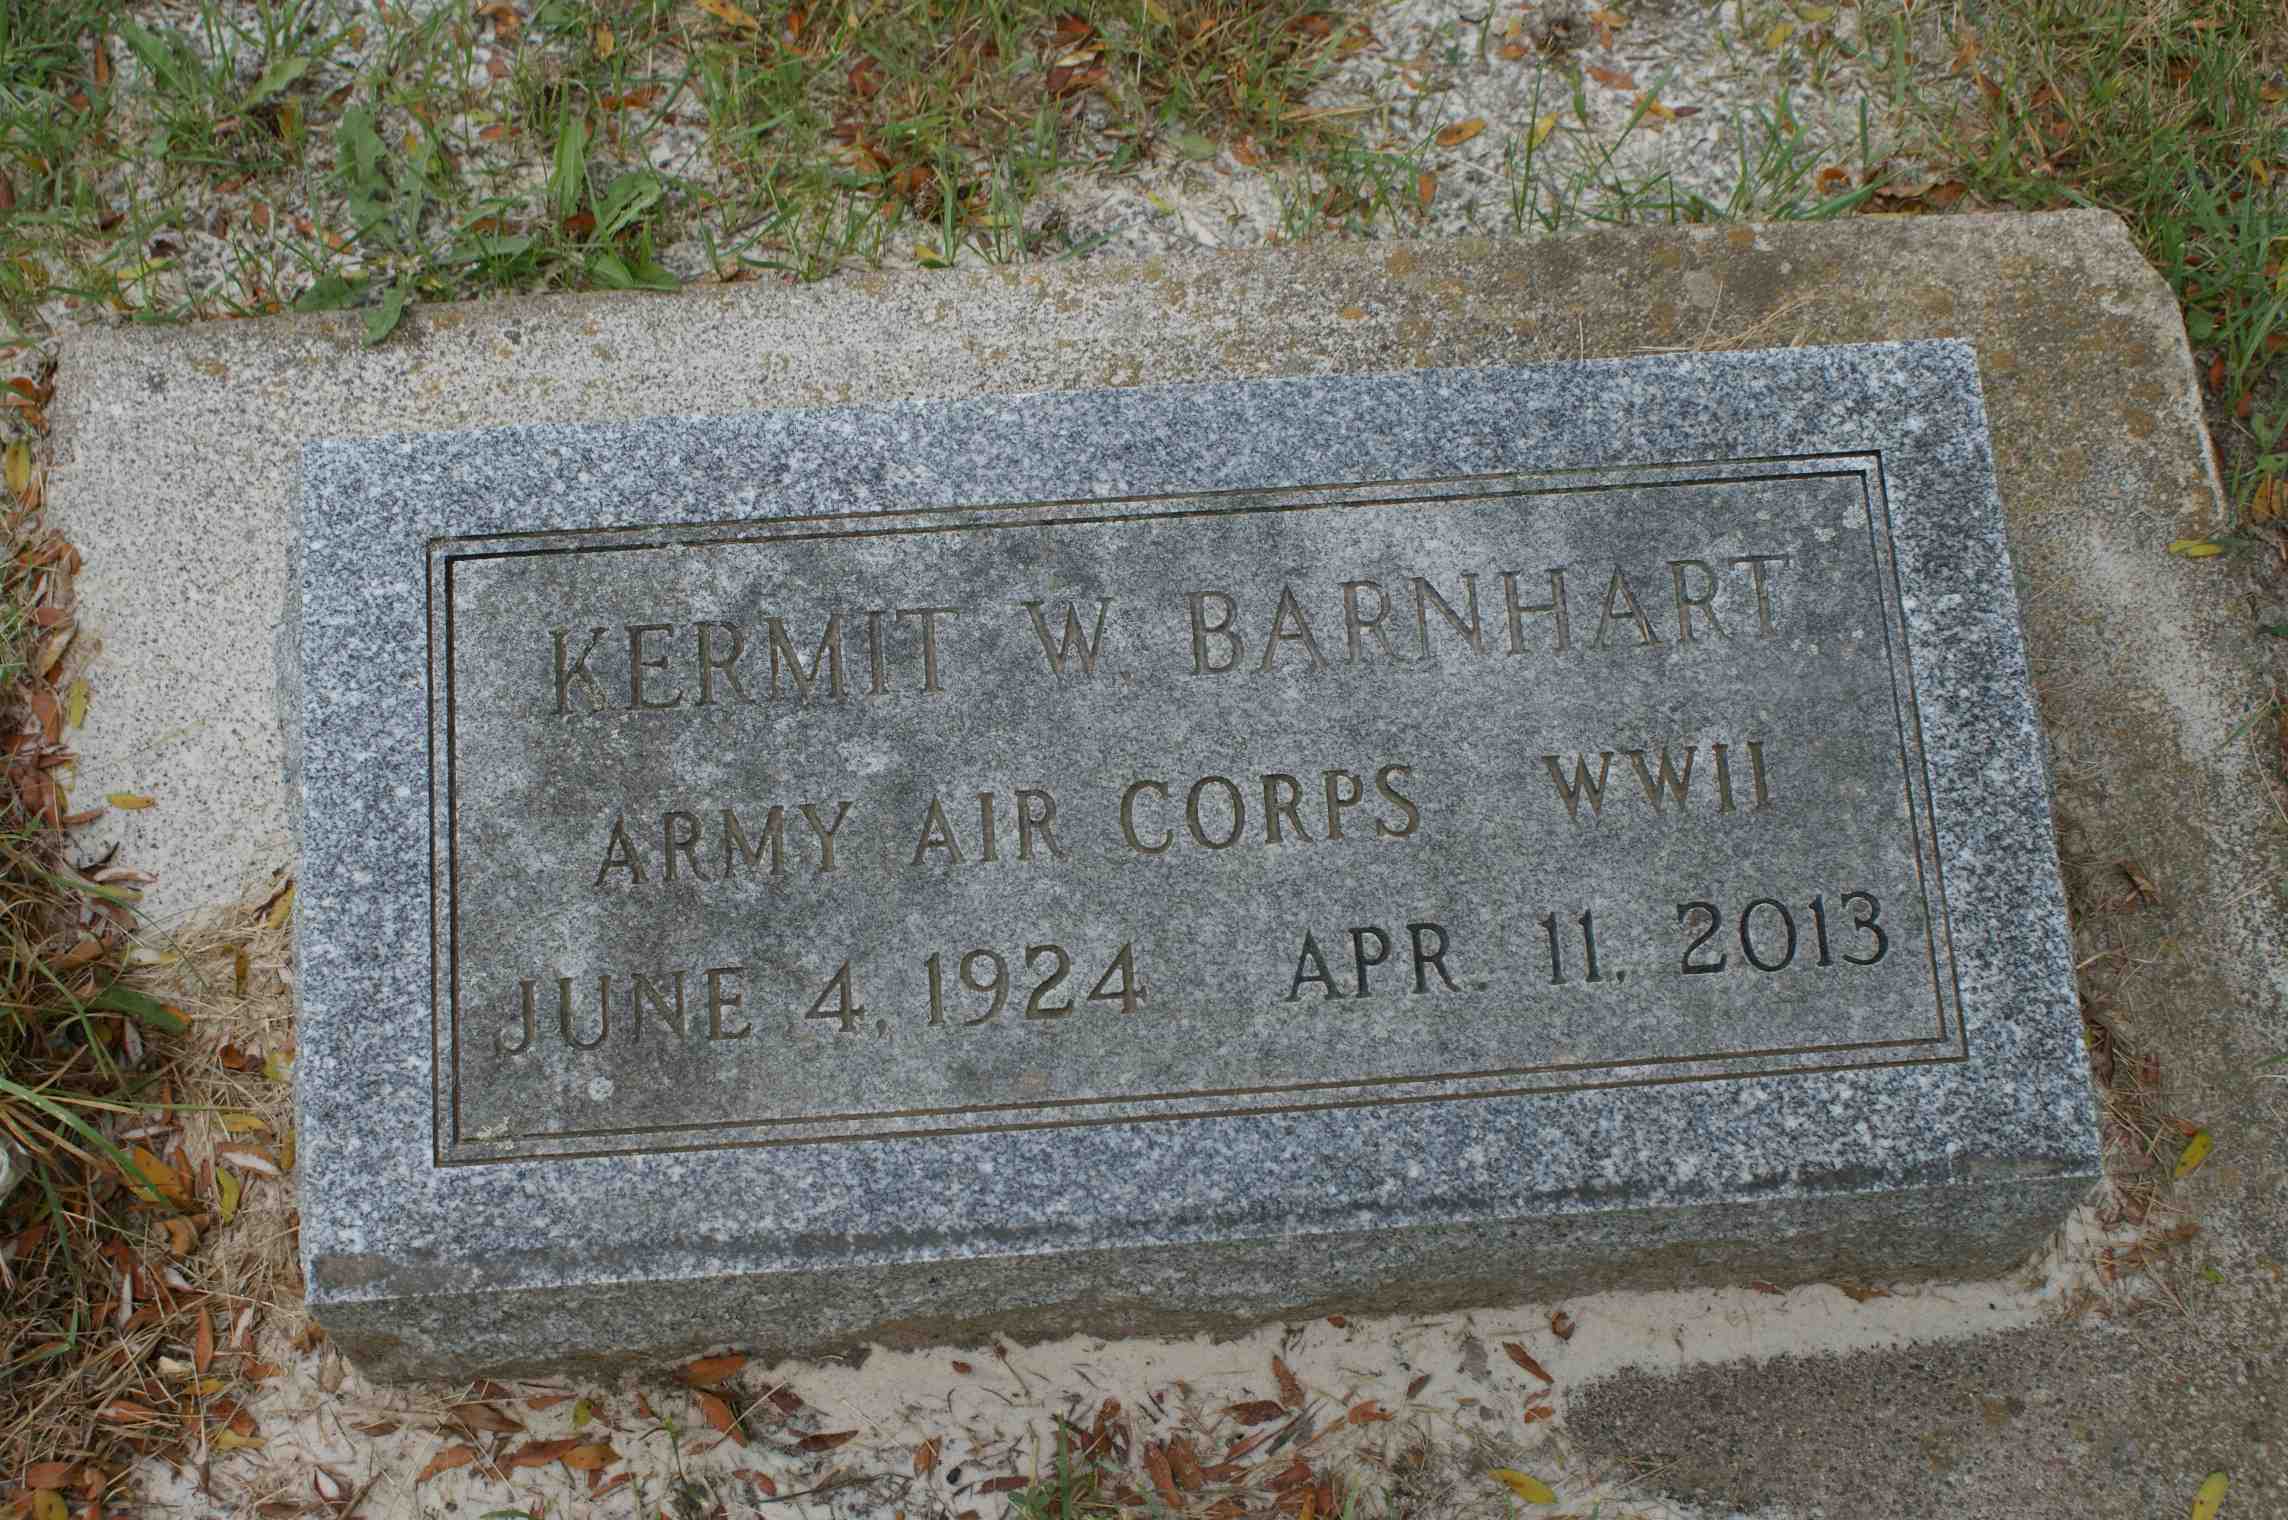 KERMIT W. BARNHART
ARMY AIR CORPS WWII
JUNE 4, 1924 APR. 11, 2013